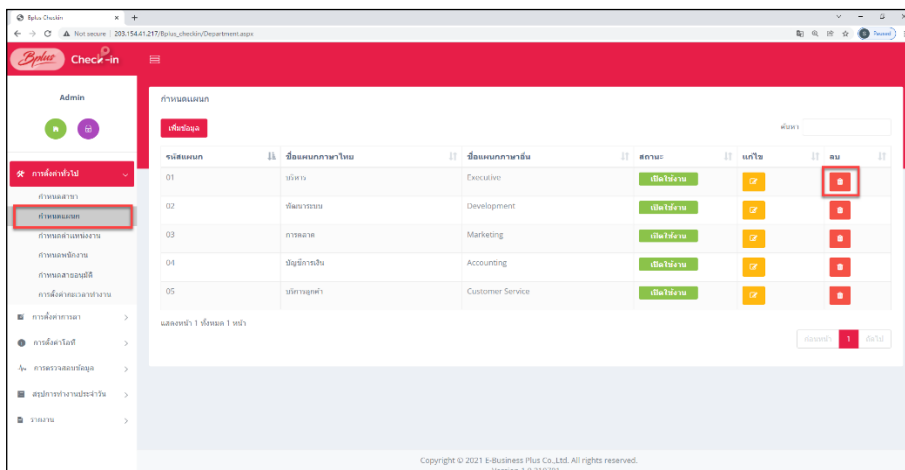 Bplus Checkin
Not secure 203.154.41.217/Bplus_checkin/Department.aspx
Paused
Bplus Check-in
Admin
การตั้งค่าทั่วไป
กำหนดสาขา
กำหนดแผนก
กำหนดตำแหน่งงาน
กำหนดพนักงาน
กำหนดสายอนุมัติ
การตั้งค่ากะเวลาทำงาน
การตั้งค่าการลา
การตั้งค่าโอที
การตรวจสอบข้อมูล
สรุปการทำงานประจำวัน
รายงาน
กำหนดแผนก
เพิ่มข้อมูล
ค้นหา
รหัสแผนก ชื่อแผนกภาษาไทย ชื่อแผนกภาษาอื่น สถานะ แก้ไข ลบ
01 บริหาร Executive เปิดใช้งาน
02 พัฒนาระบบ Development เปิดใช้งาน
03 การตลาด Marketing เปิดใช้งาน
04 บัญชีการเงิน Accounting เปิดใช้งาน
05 บริการลูกค้า Customer Service เปิดใช้งาน
แสดงหน้า 1 ทั้งหมด 1 หน้า
ก่อนหน้า 1 ถัดไป
Copyright © 2021 E-Business Plus Co.,Ltd. All rights reserved.